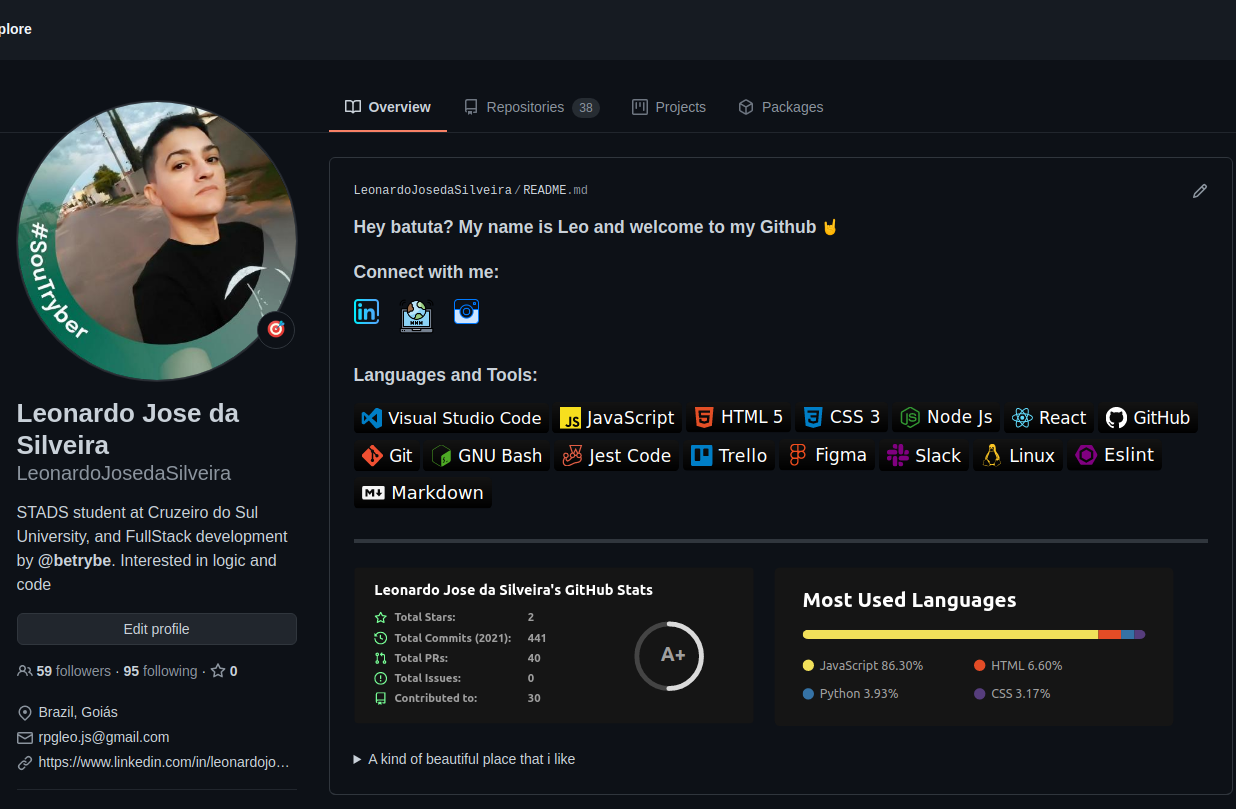 plore
Overview
Repositories 38
Projects
Packages
#SouTryber
Leonardo Jose da
Silveira
LeonardoJosedaSilveira
STADS student at Cruzeiro do Sul
University, and FullStack development
by @betrybe. Interested in logic and
code
Edit profile
59 followers · 95 following · 0
Brazil, Goiás
rpgleo.js@gmail.com
https://www.linkedin.com/in/leonardojo…
LeonardoJosedaSilveira/README.md
Hey batuta? My name is Leo and welcome to my Github 🤘
Connect with me:
in
WWW
Languages and Tools:
Visual Studio Code JS JavaScript HTML 5 CSS 3 Node Js React GitHub
Git GNU Bash Jest Code Trello Figma Slack Linux Eslint
Markdown
Leonardo Jose da Silveira's GitHub Stats
Total Stars: 2
Total Commits (2021): 441
Total PRs: 40
Total Issues: 0
Contributed to: 30
A+
Most Used Languages
JavaScript 86.30% HTML 6.60%
Python 3.93% CSS 3.17%
A kind of beautiful place that i like